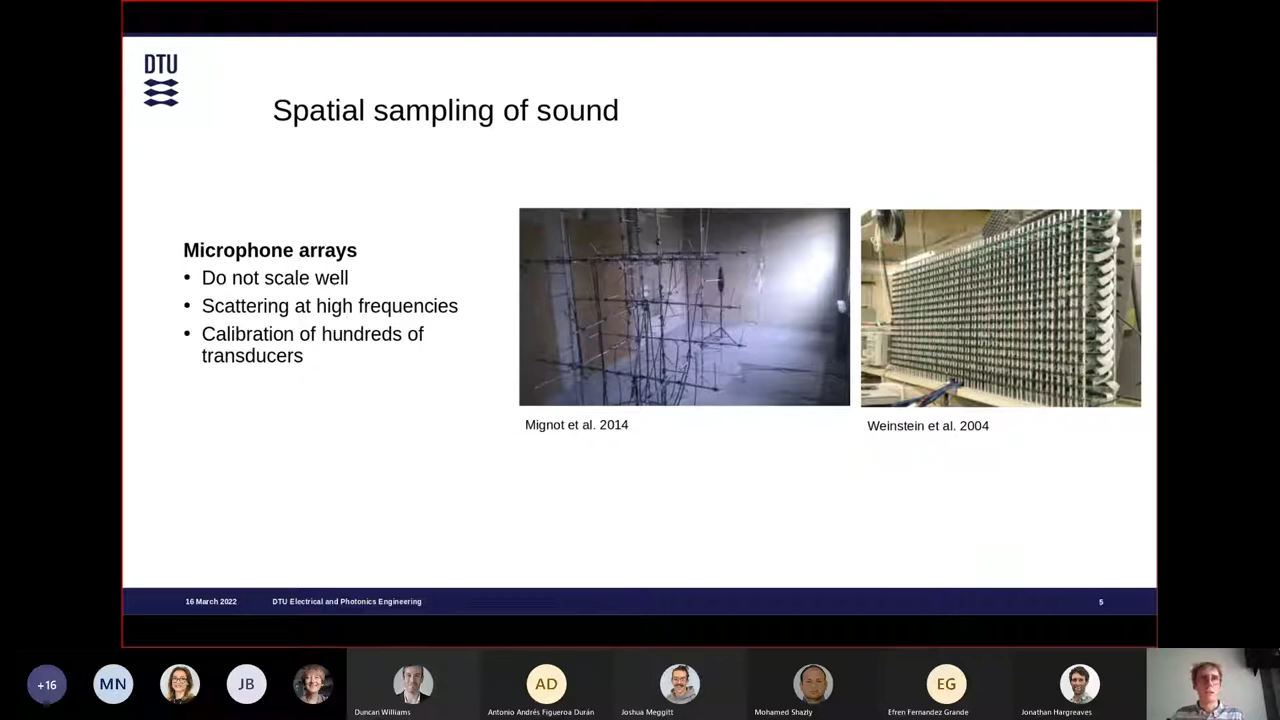 DTU
Spatial sampling of sound
Microphone arrays
• Do not scale well
• Scattering at high frequencies
• Calibration of hundreds of
transducers
Mignot et al. 2014
Weinstein et al. 2004
16 March 2022
DTU Electrical and Photonics Engineering
5
+16
MN
JB
AD
EG
Duncan Williams
Antonio Andrés Figueroa Durán
Joshua Meggitt
Mohamed Shazly
Efren Fernandez Grande
Jonathan Hargreaves